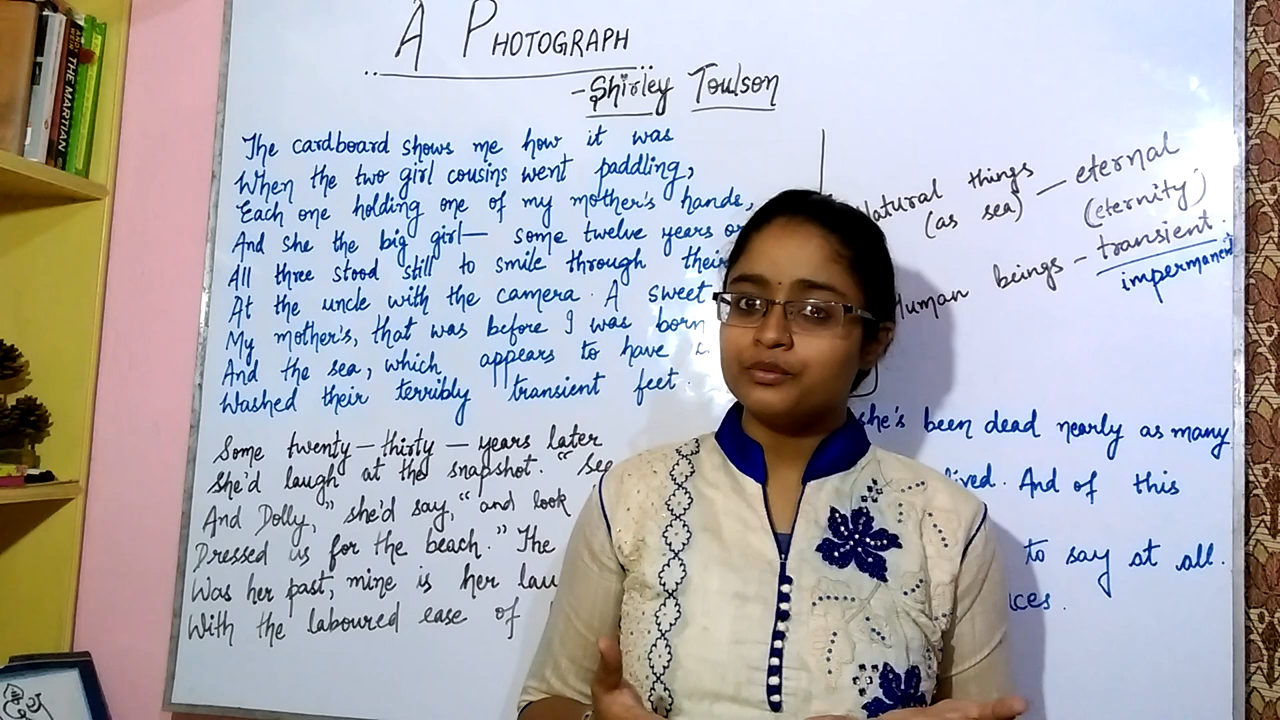 A PHOTOGRAPH
-Shirley Toulson
The cardboard shows me how it was
When the two girl cousins went paddling,
Each one holding one of my mother's hands,
And she the big girl— some twelve years or
All three stood still to smile through their
At the uncle with the camera. A sweet
My mother's, that was before I was born
And the sea, which appears to have
Washed their terribly transient feet.
Some twenty—thirty—years later
She'd laugh at the snapshot. "See
And Dolly," she'd say, "and look
Dressed us for the beach." The
Was her past, mine is her
With the laboured ease of
Natural things — eternal
(as sea) (eternity)
Human beings - transient.
impermanent
she's been dead nearly as many
lived. And of this
to say at all.
THE MARTIAN
ANDY WEIR